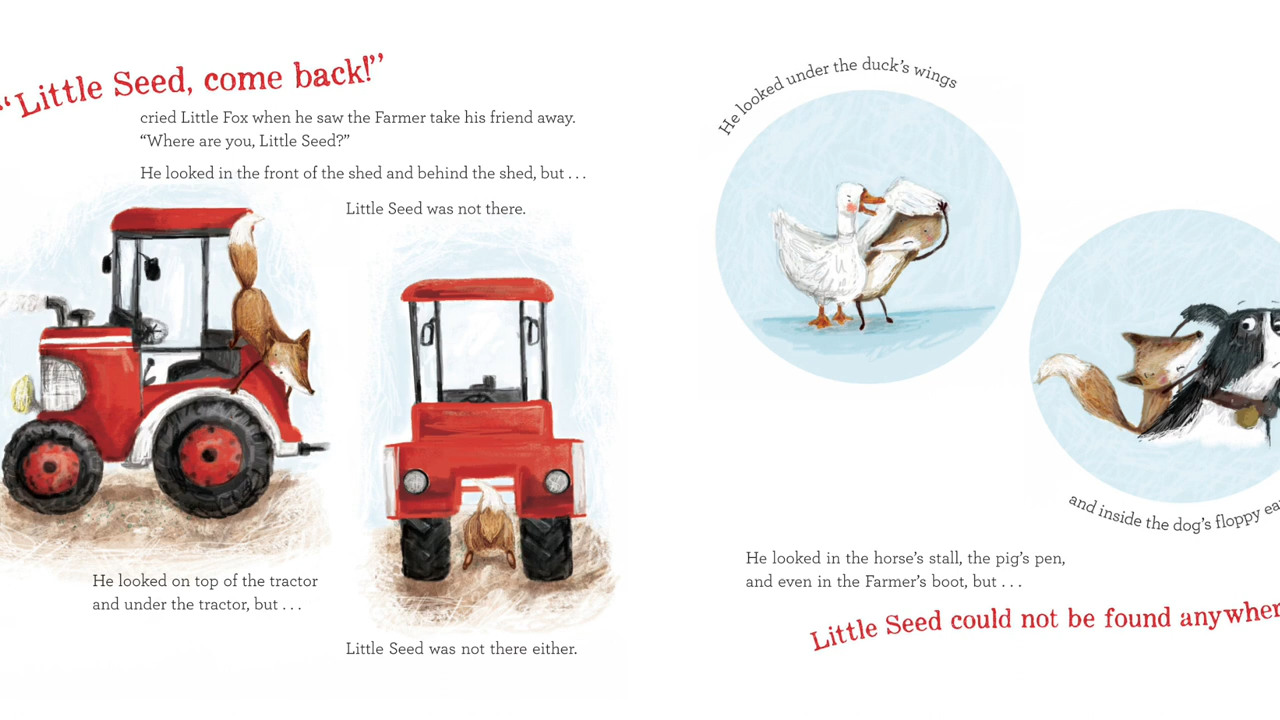 “Little Seed, come back!”
cried Little Fox when he saw the Farmer take his friend away.
“Where are you, Little Seed?”
He looked in the front of the shed and behind the shed, but . . .
Little Seed was not there.
He looked on top of the tractor
and under the tractor, but . . .
Little Seed was not there either.
He looked under the duck’s wings
and inside the dog’s floppy
He looked in the horse’s stall, the pig’s pen,
and even in the Farmer’s boot, but . . .
Little Seed could not be found